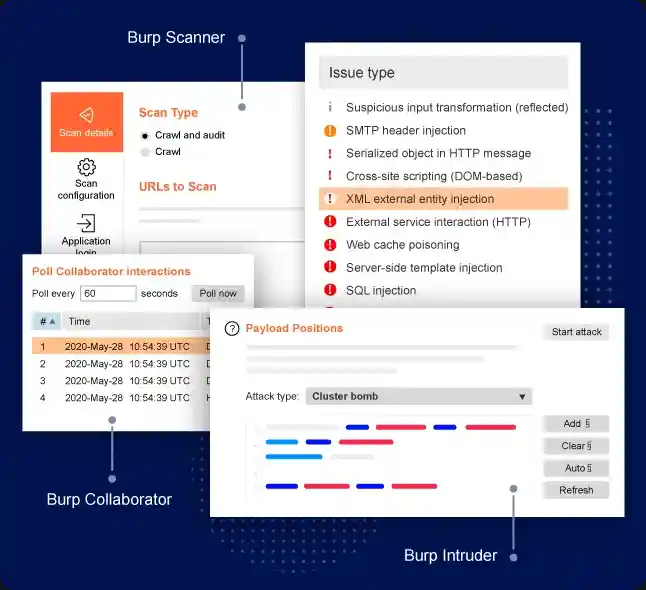 Burp Scanner
Issue type
Suspicious input transformation (reflected)
SMTP header injection
Serialized object in HTTP message
Cross-site scripting (DOM-based)
XML external entity injection
External service interaction (HTTP)
Web cache poisoning
Server-side template injection
SQL injection
Scan details
Scan configuration
Application
login
Scan Type
Crawl and audit
Crawl
URLs to Scan
Poll Collaborator interactions
Poll every 60 seconds Poll now
# Time T
1 2020-May-28 10:54:39 UTC D
2 2020-May-28 10:54:39 UTC D
3 2020-May-28 10:54:39 UTC D
4 2020-May-28 10:54:39 UTC H
Burp Collaborator
? Payload Positions
Start attack
Attack type: Cluster bomb
Add §
Clear §
Auto §
Refresh
Burp Intruder